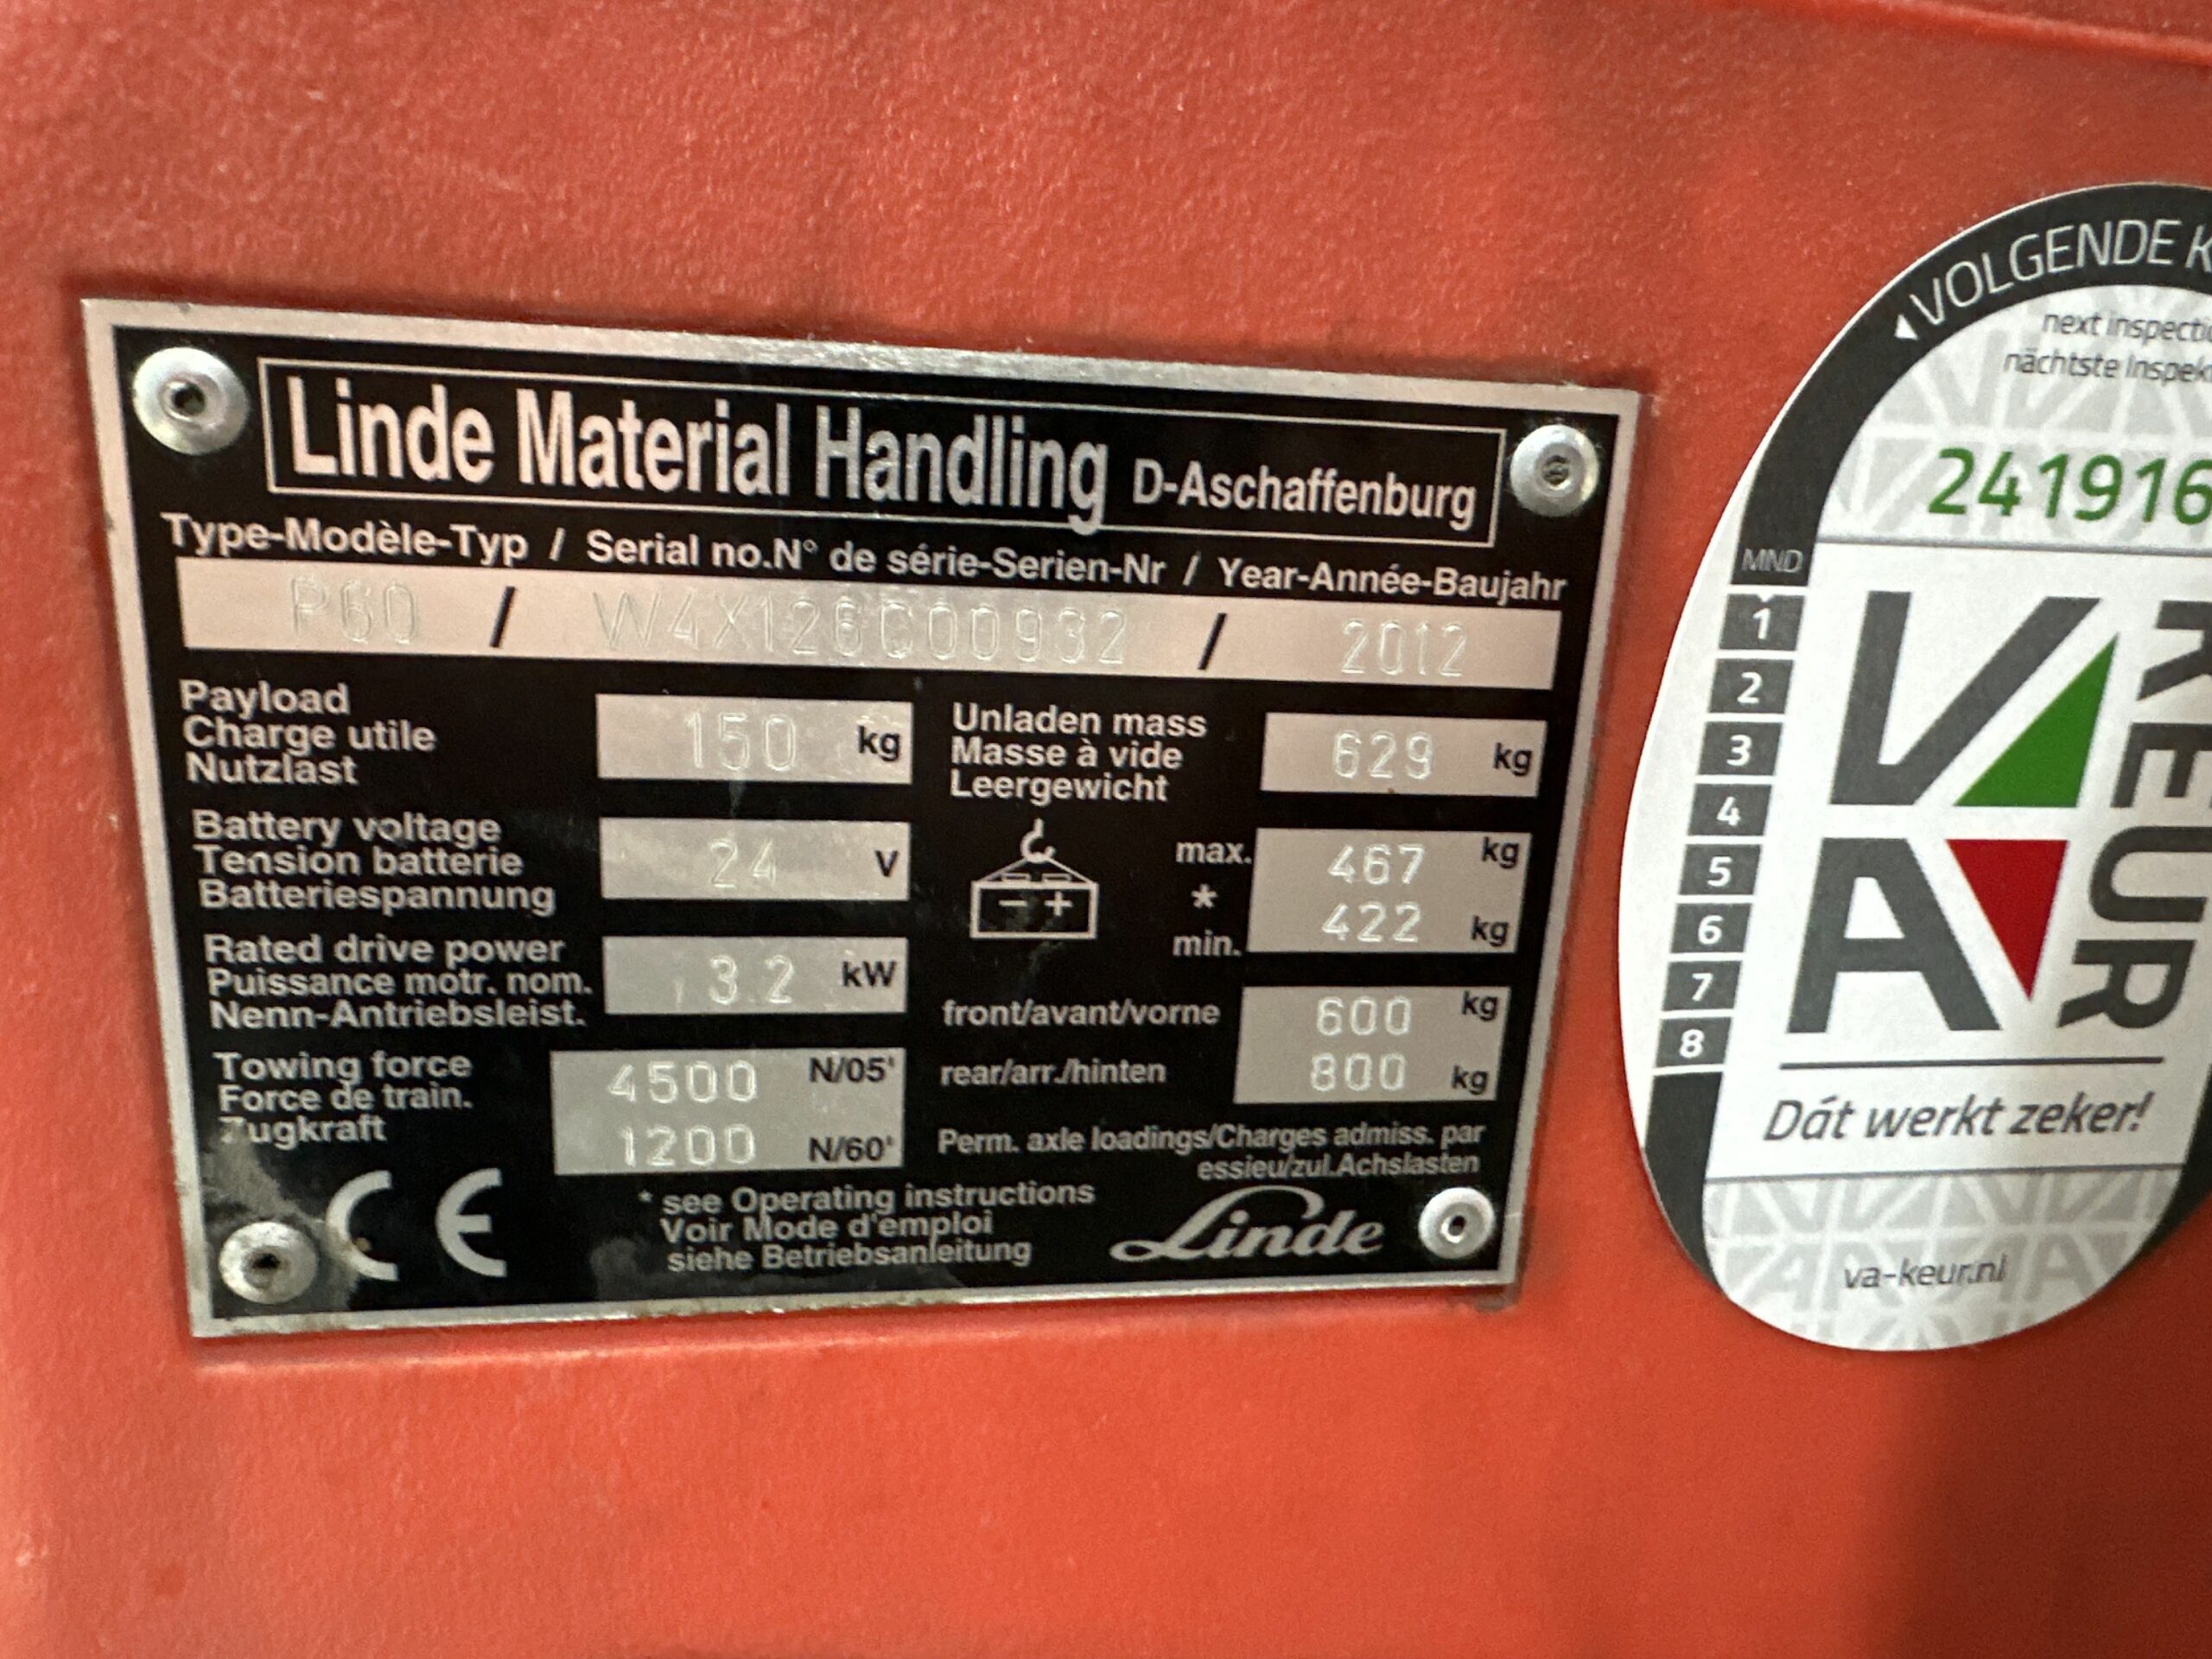 Linde Material Handling D-Aschaffenburg
Type-Modèle-Typ / Serial no.N° de série-Serien-Nr / Year-Année-Baujahr
P60 / W4X126C00932 / 2012
Payload
Charge utile
Nutzlast
150 kg
Unladen mass
Masse à vide
Leergewicht
629 kg
Battery voltage
Tension batterie
Batteriespannung
24 V
- +
max.
*
min.
467 kg
422 kg
Rated drive power
Puissance motr. nom.
Nenn-Antriebsleist.
3.2 kW
front/avant/vorne 600 kg
rear/arr./hinten 800 kg
Towing force
Force de train.
Zugkraft
4500 N/05'
1200 N/60'
Perm. axle loadings/Charges admiss. par
essieu/zul.Achslasten
CE
* see Operating instructions
Voir Mode d'emploi
siehe Betriebsanleitung
Linde
VOLGENDE
next
nächtste
241916
MND
1
2
3
4
5
6
7
8
VA
KEUR
Dát werkt zeker!
va-keur.nl